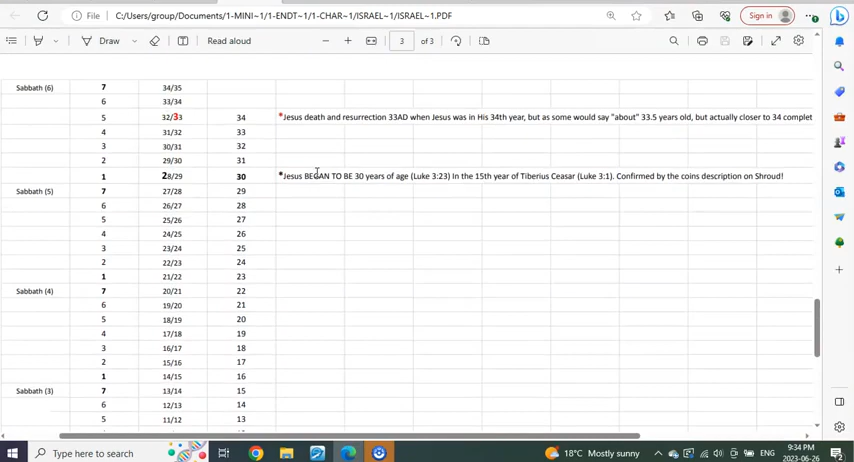 File C:/Users/group/Documents/1-MINI~1/1-ENDT~1/1-CHAR~1/ISRAEL~1/ISRAEL~1.PDF Sign in
Draw Read aloud 3 of 3
Sabbath (6) 7 34/35
6 33/34
5 32/33 34 *Jesus death and resurrection 33AD when Jesus was in His 34th year, but as some would say "about" 33.5 years old, but actually closer to 34 complet
4 31/32 33
3 30/31 32
2 29/30 31
1 28/29 30 *Jesus BEGAN TO BE 30 years of age (Luke 3:23) In the 15th year of Tiberius Ceasar (Luke 3:1). Confirmed by the coins description on Shroud!
Sabbath (5) 7 27/28 29
6 26/27 28
5 25/26 27
4 24/25 26
3 23/24 25
2 22/23 24
1 21/22 23
Sabbath (4) 7 20/21 22
6 19/20 21
5 18/19 20
4 17/18 19
3 16/17 18
2 15/16 17
1 14/15 16
Sabbath (3) 7 13/14 15
6 12/13 14
5 11/12 13
Type here to search 18°C Mostly sunny 9:34 PM
2023-06-26